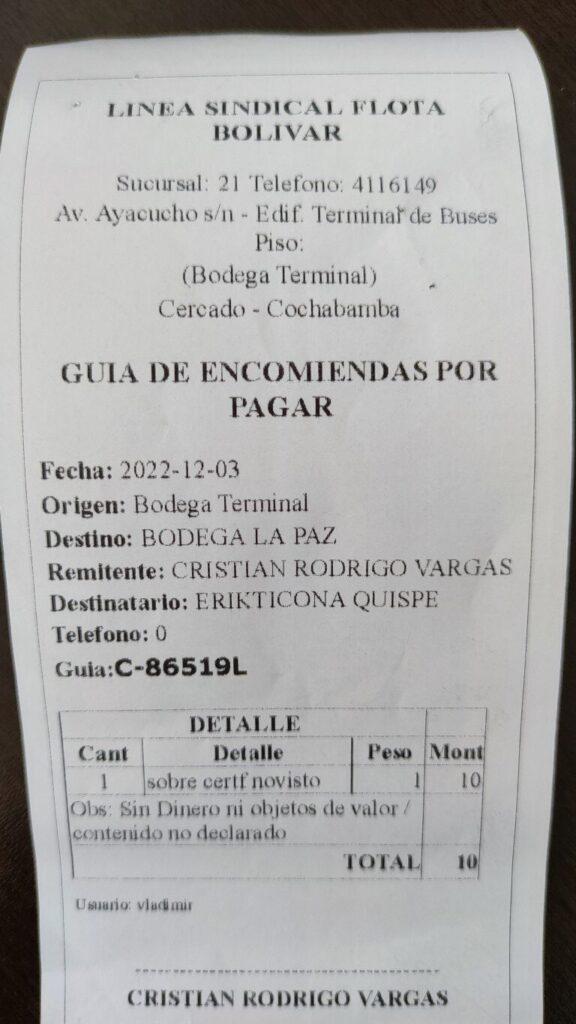 LINEA SINDICAL FLOTA
BOLIVAR
Sucursal: 21 Telefono: 4116149
Av. Ayacucho s/n - Edif. Terminal de Buses
Piso:
(Bodega Terminal)
Cercado - Cochabamba
GUIA DE ENCOMIENDAS POR
PAGAR
Fecha: 2022-12-03
Origen: Bodega Terminal
Destino: BODEGA LA PAZ
Remitente: CRISTIAN RODRIGO VARGAS
Destinatario: ERIKTICONA QUISPE
Telefono: 0
Guia:C-86519L
DETALLE
Cant Detalle Peso Mont
1 sobre certf novisto 1 10
Obs: Sin Dinero ni objetos de valor /
contenido no declarado
TOTAL 10
Usuario: vladimir
CRISTIAN RODRIGO VARGAS